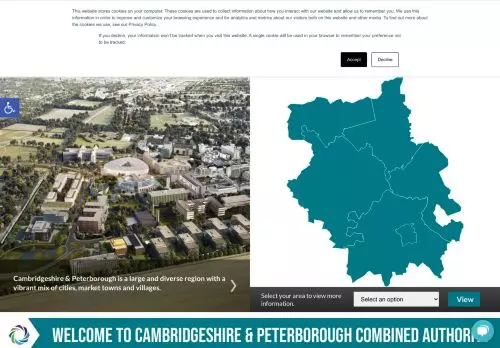 This website stores cookies on your computer. These cookies are used to collect information about how you interact with our website and allow us to remember you. We use this
information in order to improve and customize your browsing experience and for analytics and metrics about our visitors both on this website and other media. To find out more about
the cookies we use, see our Privacy Policy.
If you decline, your information won't be tracked when you visit this website. A single cookie will be used in your browser to remember your preference not
to be tracked.
Accept
Decline
Cambridgeshire & Peterborough is a large and diverse region with a
vibrant mix of cities, market towns and villages.
Select your area to view more
information.
Select an option
View
WELCOME TO CAMBRIDGESHIRE & PETERBOROUGH COMBINED AUTHORI